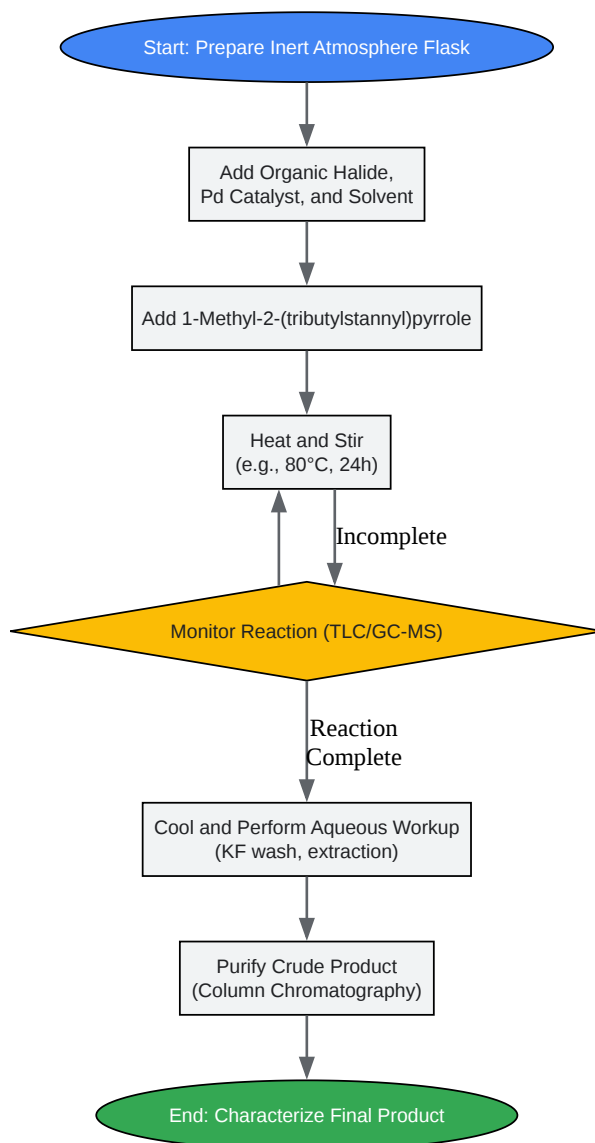 Start: Prepare Inert Atmosphere Flask
Add Organic Halide,
Pd Catalyst, and Solvent
Add 1-Methyl-2-(tributylstannyl)pyrrole
Heat and Stir
(e.g., 80°C, 24h)
Incomplete
Monitor Reaction (TLC/GC-MS)
Reaction
Complete
Cool and Perform Aqueous Workup
(KF wash, extraction)
Purify Crude Product
(Column Chromatography)
End: Characterize Final Product